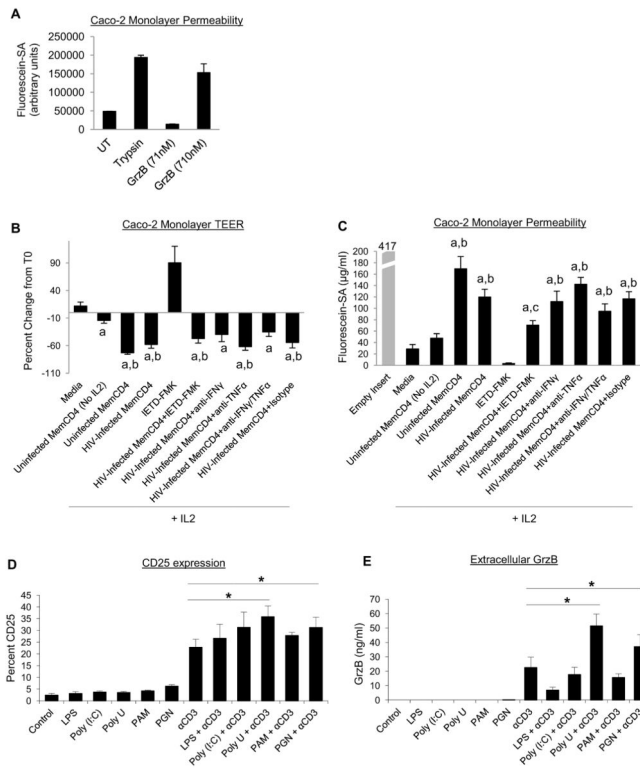 A
Caco-2 Monolayer Permeability
Fluorescein-SA
(arbitrary units)
250000
200000
150000
100000
50000
0
UT
Trypsin
GrzB (71nM)
GrzB (710nM)
B
Caco-2 Monolayer TEER
Percent Change from T0
90
40
-10
-60
-110
a
a,b
a,b
a,b
a
a,b
a
a,b
Media
Uninfected MemCD4 (No IL2)
Uninfected MemCD4
HIV-Infected MemCD4
IETD-FMK
HIV-Infected MemCD4+IETD-FMK
HIV-Infected MemCD4+anti-IFNγ
HIV-Infected MemCD4+anti-TNFα
HIV-Infected MemCD4+anti-IFNγ/TNFα
HIV-Infected MemCD4+Isotype
+ IL2
C
Caco-2 Monolayer Permeability
Fluorescein-SA (µg/ml)
417
200
180
160
140
120
100
80
60
40
20
0
a,b
a,b
a,c
a,b
a,b
a,b
a,b
Empty Insert
Media
Uninfected MemCD4 (No IL2)
Uninfected MemCD4
HIV-Infected MemCD4
IETD-FMK
HIV-Infected MemCD4+IETD-FMK
HIV-Infected MemCD4+anti-IFNγ
HIV-Infected MemCD4+anti-TNFα
HIV-Infected MemCD4+anti-IFNγ/TNFα
HIV-Infected MemCD4+Isotype
+ IL2
D
CD25 expression
Percent CD25
45
40
35
30
25
20
15
10
5
0
*
*
Control
LPS
Poly (I:C)
Poly U
PAM
PGN
αCD3
LPS + αCD3
Poly (I:C) + αCD3
Poly U + αCD3
PAM + αCD3
PGN + αCD3
E
Extracellular GrzB
GrzB (ng/ml)
70
60
50
40
30
20
10
0
*
*
Control
LPS
Poly (I:C)
Poly U
PAM
PGN
αCD3
LPS + αCD3
Poly (I:C) + αCD3
Poly U + αCD3
PAM + αCD3
PGN + αCD3